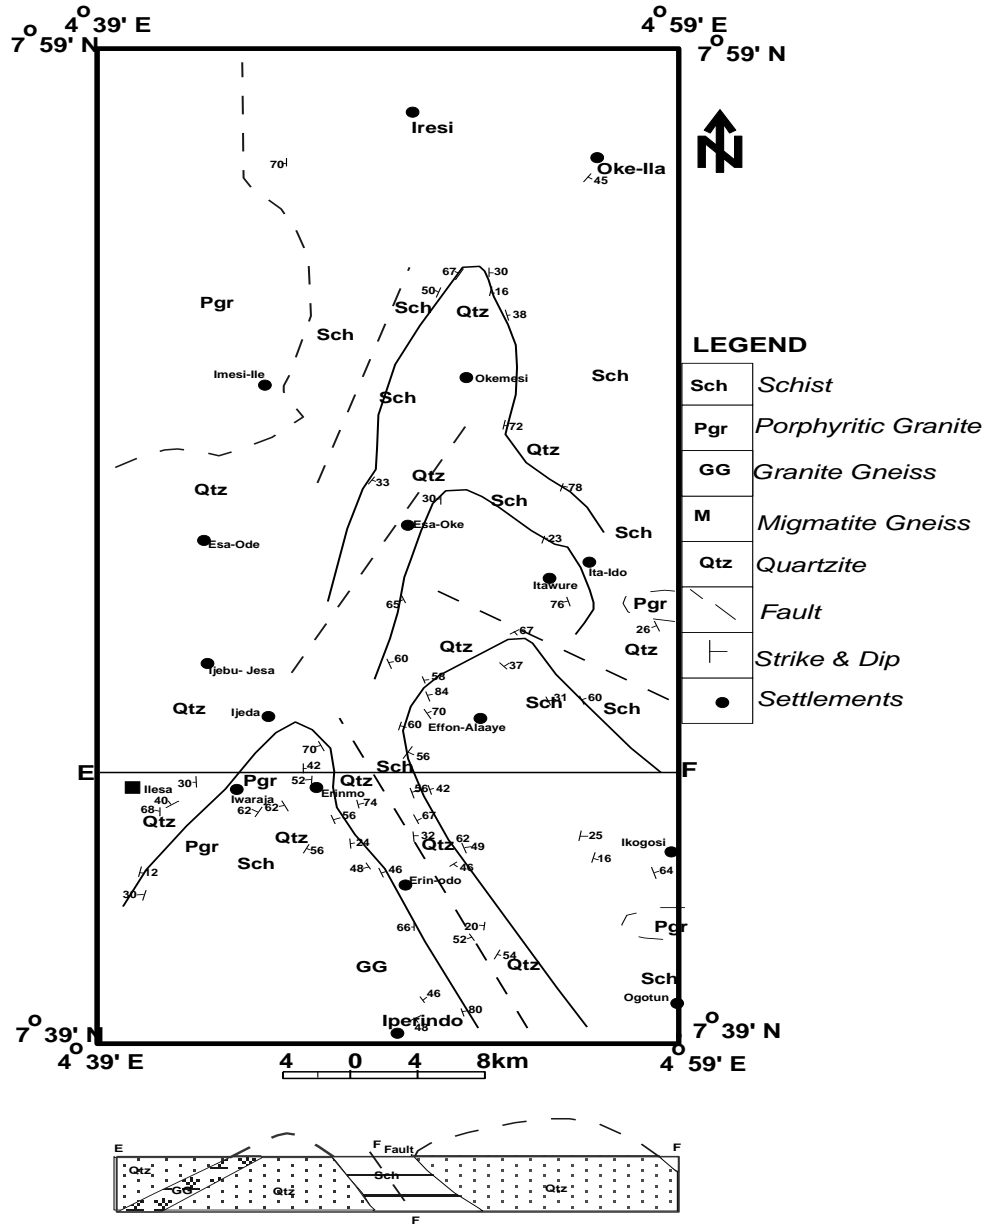 4° 39' E
4° 59' E
7° 59' N
7° 59' N
Iresi
Oke-Ila
70
45
67
30
50
16
Sch
Qtz
38
Pgr
Sch
Imesi-Ile
Okemesi
Sch
Sch
72
Qtz
33
Qtz
78
Qtz
30
Sch
Esa-Oke
Sch
Esa-Ode
23
Ita-Ido
Itawure
65
76
Pgr
26
67
Qtz
Qtz
60
37
Ijebu- Jesa
58
84
31
60
Qtz
Ijeda
70
Sch
Sch
60
Effon-Alaaye
70
56
E
42
Sch
F
Ilesa
30
Pgr
52
Qtz
Erinmo
56
42
40
Iwaraja
74
68
62
62
56
67
Qtz
Qtz
32
62
25
Pgr
24
Qtz
49
Ikogosi
56
16
Sch
48
46
46
12
64
30
Erin-odo
66
20
Pgr
52
54
GG
Qtz
Sch
46
Ogotun
80
Iperindo
48
7° 39' N
7° 39' N
4° 39' E
4° 59' E
4 0 4 8km
LEGEND
Sch Schist
Pgr Porphyritic Granite
GG Granite Gneiss
M Migmatite Gneiss
Qtz Quartzite
Fault
Strike & Dip
Settlements
E
F
Fault
F
Qtz
Sch
GG
Qtz
Qtz
F